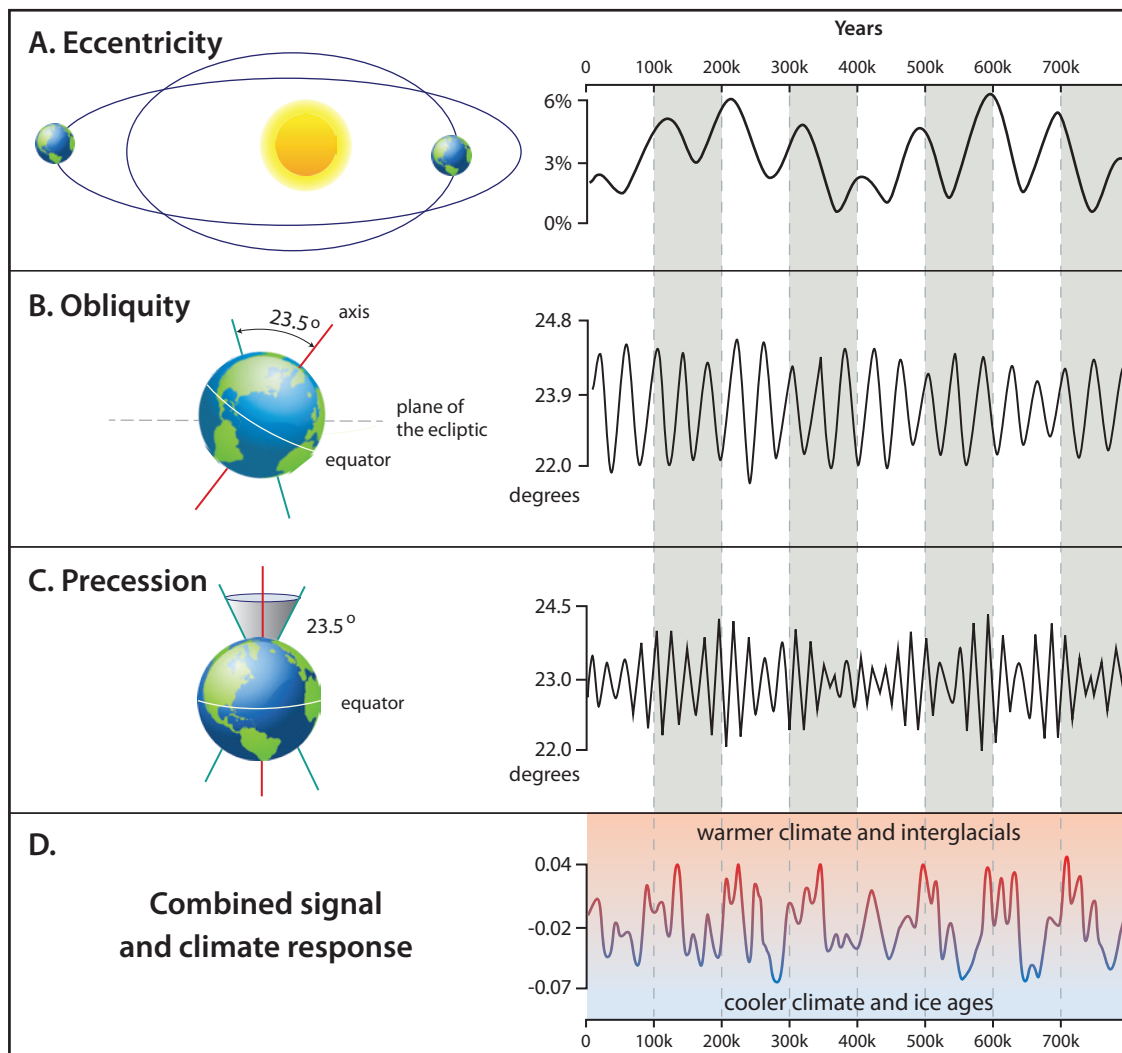 A. Eccentricity
Years
0 100k 200k 300k 400k 500k 600k 700k
6%
3%
0%
B. Obliquity
23.5°
axis
plane of
the ecliptic
equator
24.8
23.9
22.0
degrees
C. Precession
23.5°
equator
24.5
23.0
22.0
degrees
D.
Combined signal
and climate response
warmer climate and interglacials
0.04
-0.02
-0.07
cooler climate and ice ages
0 100k 200k 300k 400k 500k 600k 700k